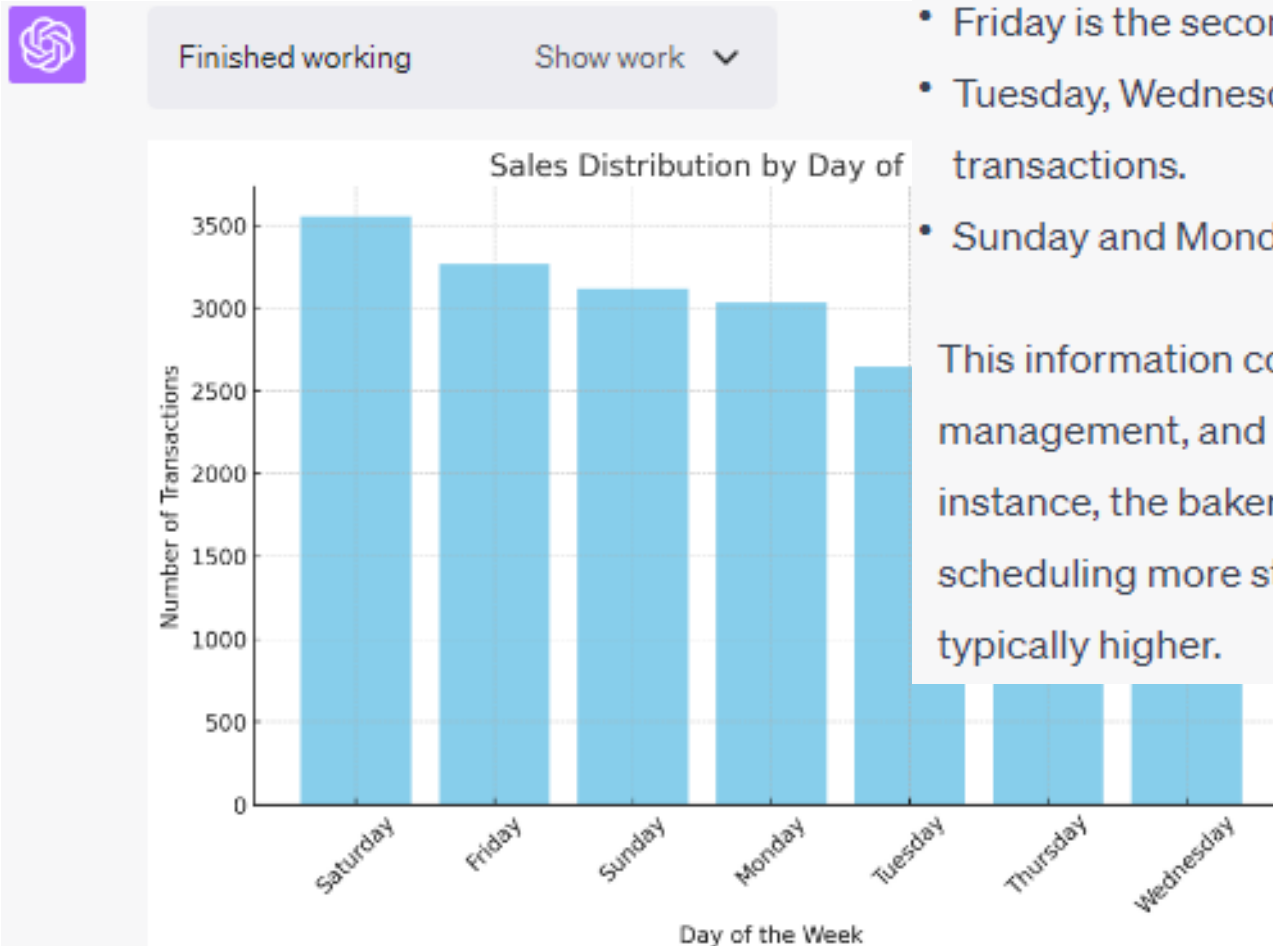 Finished working
Show work
Sales Distribution by Day of
3500
3000
2500
2000
1500
1000
500
0
Number of Transactions
Saturday
Friday
Sunday
Monday
Tuesday
Thursday
Wednesday
Day of the Week
• Friday is the secon
• Tuesday, Wednesd
transactions.
• Sunday and Mond
This information co
management, and
instance, the baker
scheduling more st
typically higher.